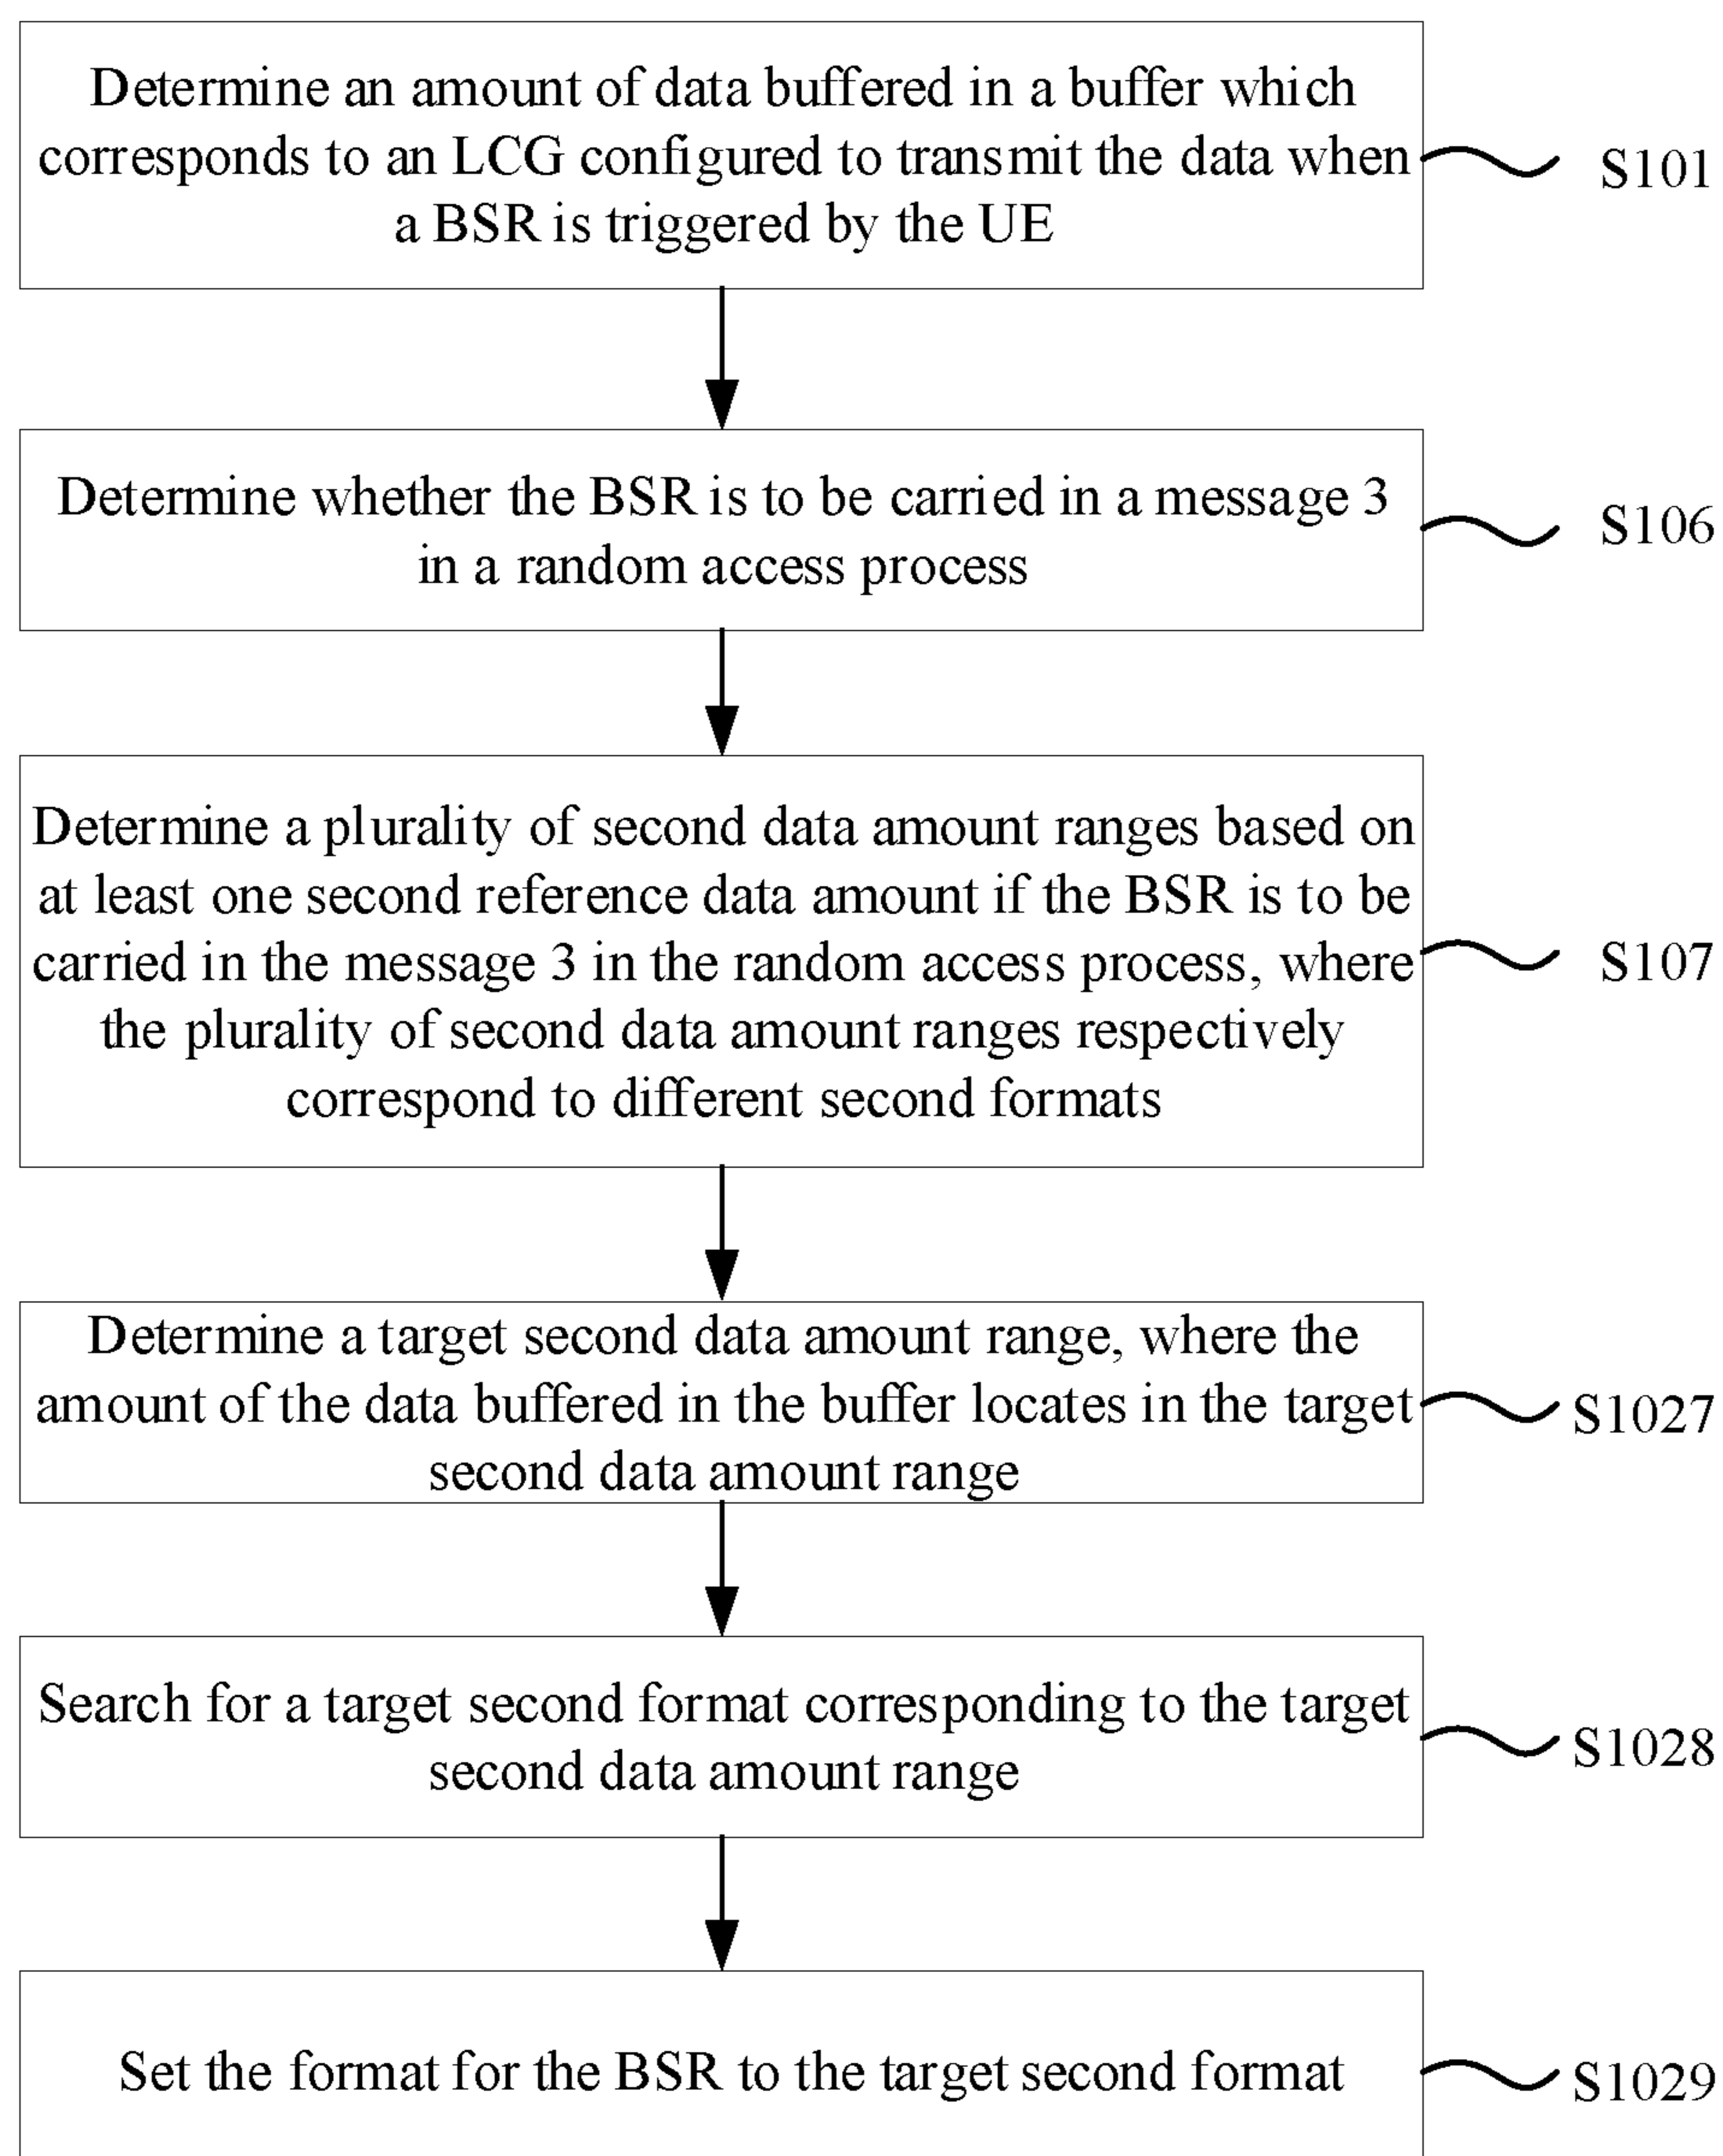 Determine an amount of data buffered in a buffer which
corresponds to an LCG configured to transmit the data when
a BSR is triggered by the UE
S101
Determine whether the BSR is to be carried in a message 3
in a random access process
S106
Determine a plurality of second data amount ranges based on
at least one second reference data amount if the BSR is to be
carried in the message 3 in the random access process, where
the plurality of second data amount ranges respectively
correspond to different second formats
S107
Determine a target second data amount range, where the
amount of the data buffered in the buffer locates in the target
second data amount range
S1027
Search for a target second format corresponding to the target
second data amount range
S1028
Set the format for the BSR to the target second format
S1029